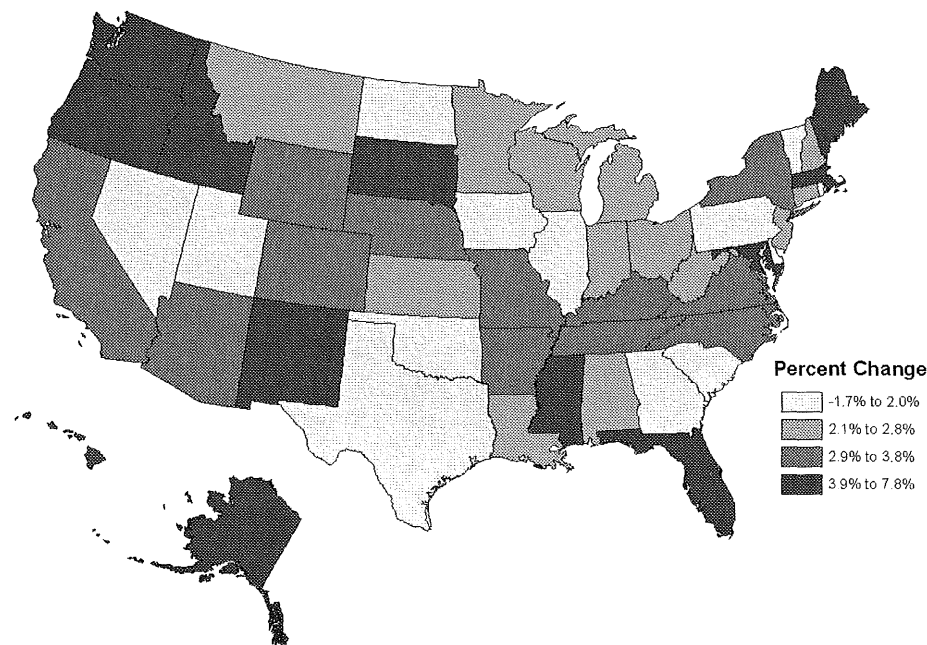 Percent Change
-1.7% to 2.0%
2.1% to 2.8%
2.9% to 3.8%
3.9% to 7.8%